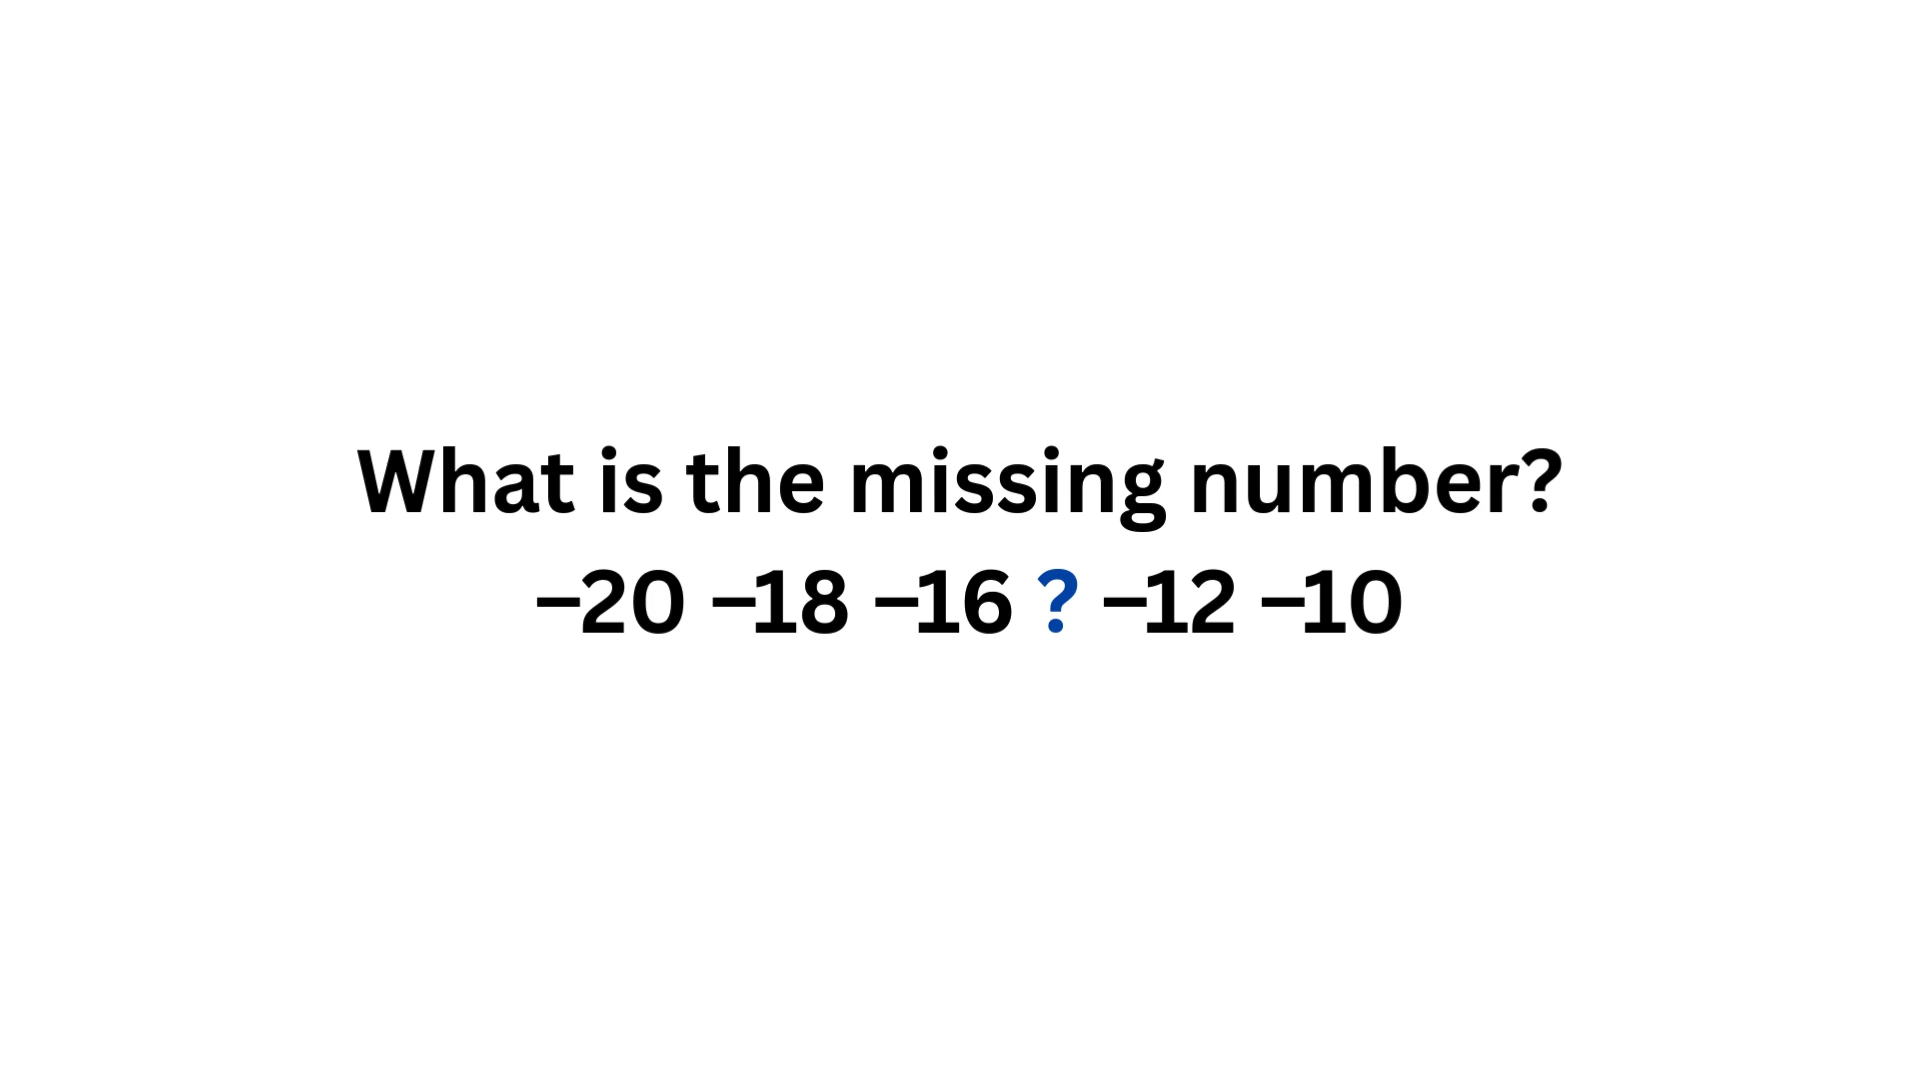 What is the missing number?
–20 –18 –16 ? –12 –10